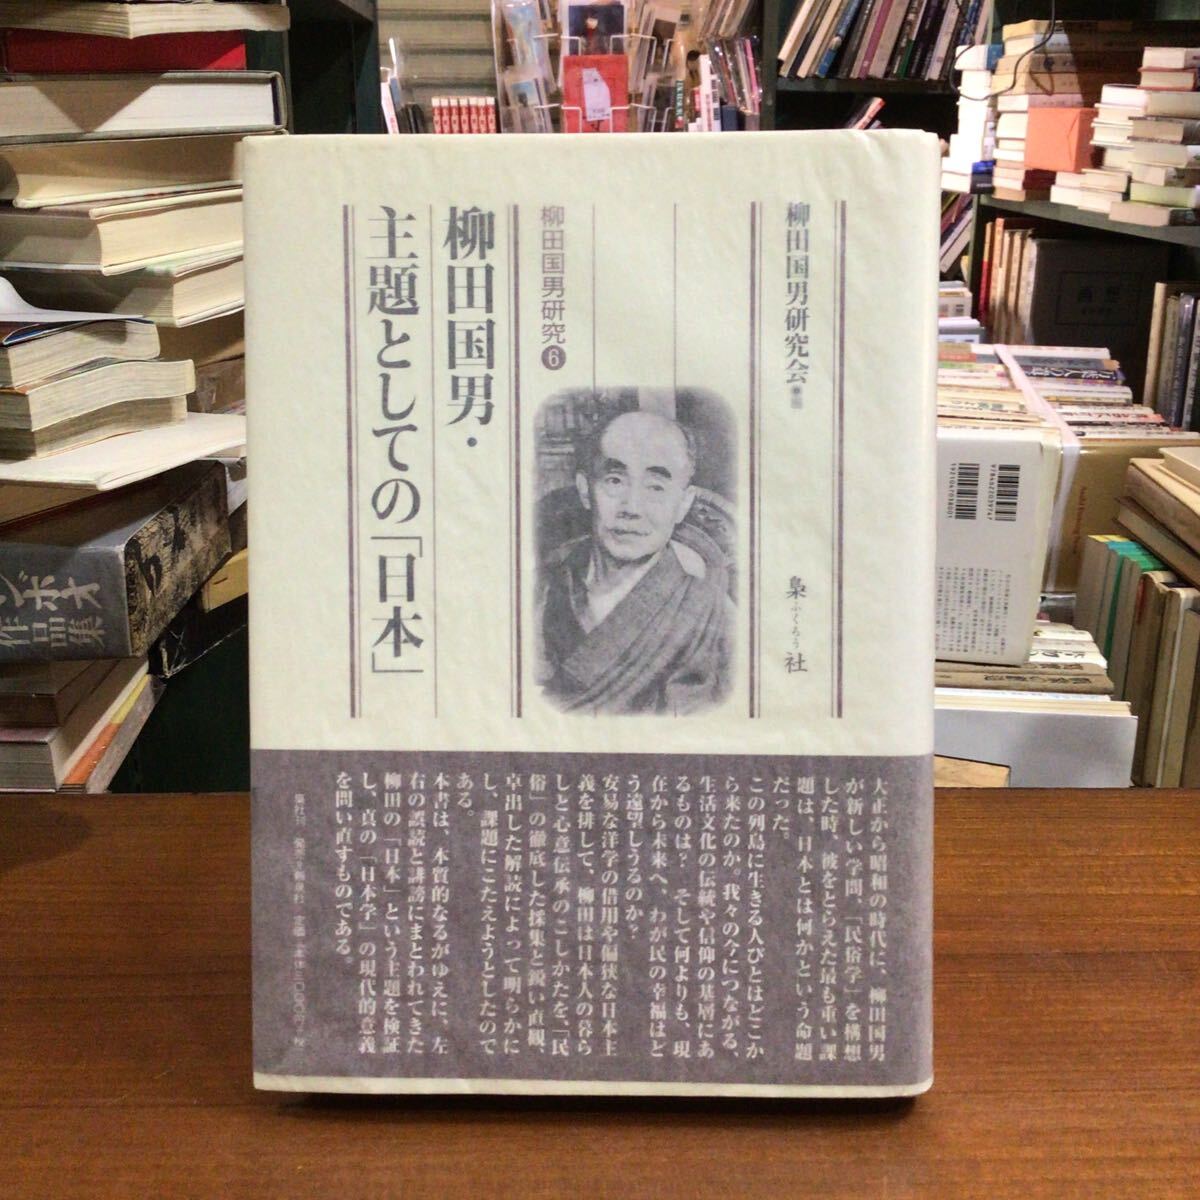 柳田国男研究会
梟ふくろう社
柳田国男研究❻
柳田国男・
主題としての「日本」
大正から昭和の時代に、柳田国男
が新しい学問、「民俗学」を構想
した時、彼をとらえた最も重い課
題は、日本とは何かという命題
だった。
この列島に生きる人びとはどこか
ら来たのか。我々の今につながる、
生活文化の伝統や信仰の基層にあ
るものは？ そして何よりも、現
在から未来へ、わが民の幸福はど
う遠望しうるのか？
安易な洋学の借用や偏狭な日本主
義を排して、柳田は日本人の暮ら
しと心意伝承のこしかたを、「民
俗」の徹底した採集と鋭い直観、
卓出した解読によって明らかに
し、課題にこたえようとしたので
ある。
本書は、本質的なるがゆえに、左
右の誤読と誹謗にまとわれてきた
柳田の「日本」という主題を検証
し、真の「日本学」の現代的意義
を問い直すものである。
作品集
9784822039747
1921067038001